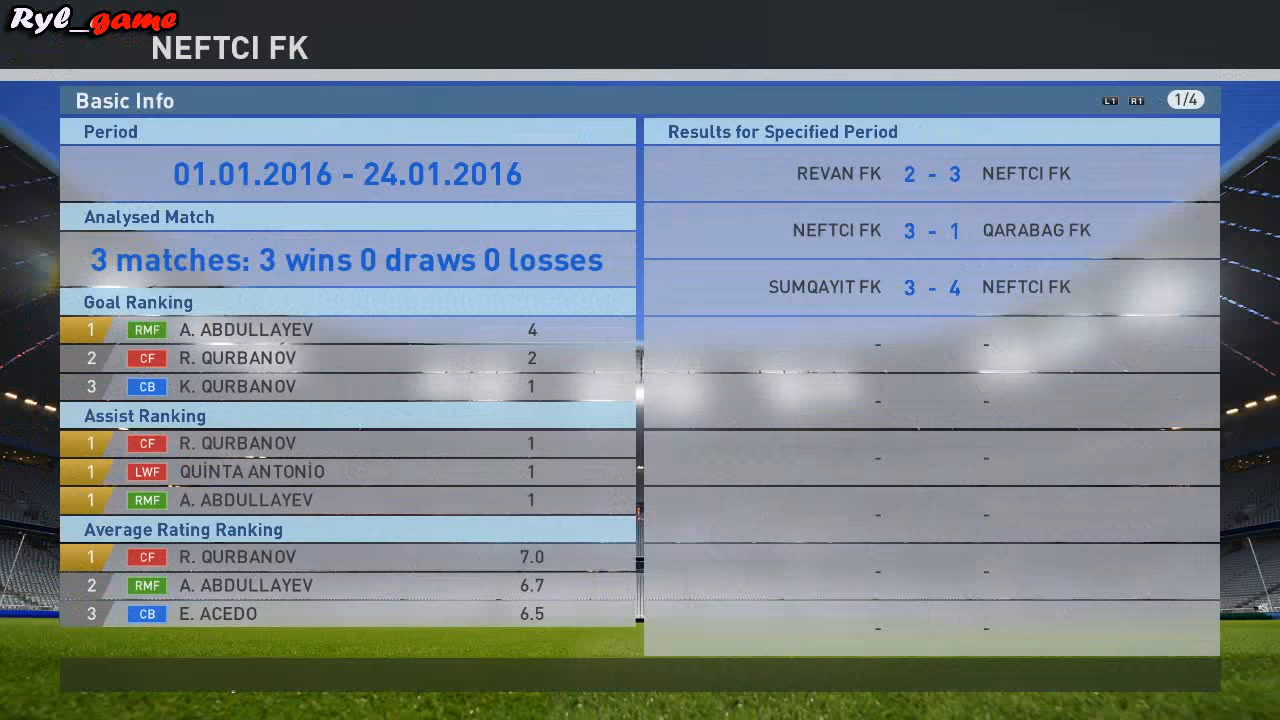 Ryl_game
NEFTCI FK
Basic Info
L1 R1 1/4
Period
01.01.2016 - 24.01.2016
Analysed Match
3 matches: 3 wins 0 draws 0 losses
Goal Ranking
1 RMF A. ABDULLAYEV 4
2 CF R. QURBANOV 2
3 CB K. QURBANOV 1
Assist Ranking
1 CF R. QURBANOV 1
1 LWF QUİNTA ANTONİO 1
1 RMF A. ABDULLAYEV 1
Average Rating Ranking
1 CF R. QURBANOV 7.0
2 RMF A. ABDULLAYEV 6.7
3 CB E. ACEDO 6.5
Results for Specified Period
REVAN FK 2 - 3 NEFTCI FK
NEFTCI FK 3 - 1 QARABAG FK
SUMQAYIT FK 3 - 4 NEFTCI FK
- -
- -
- -
- -
- -
- -